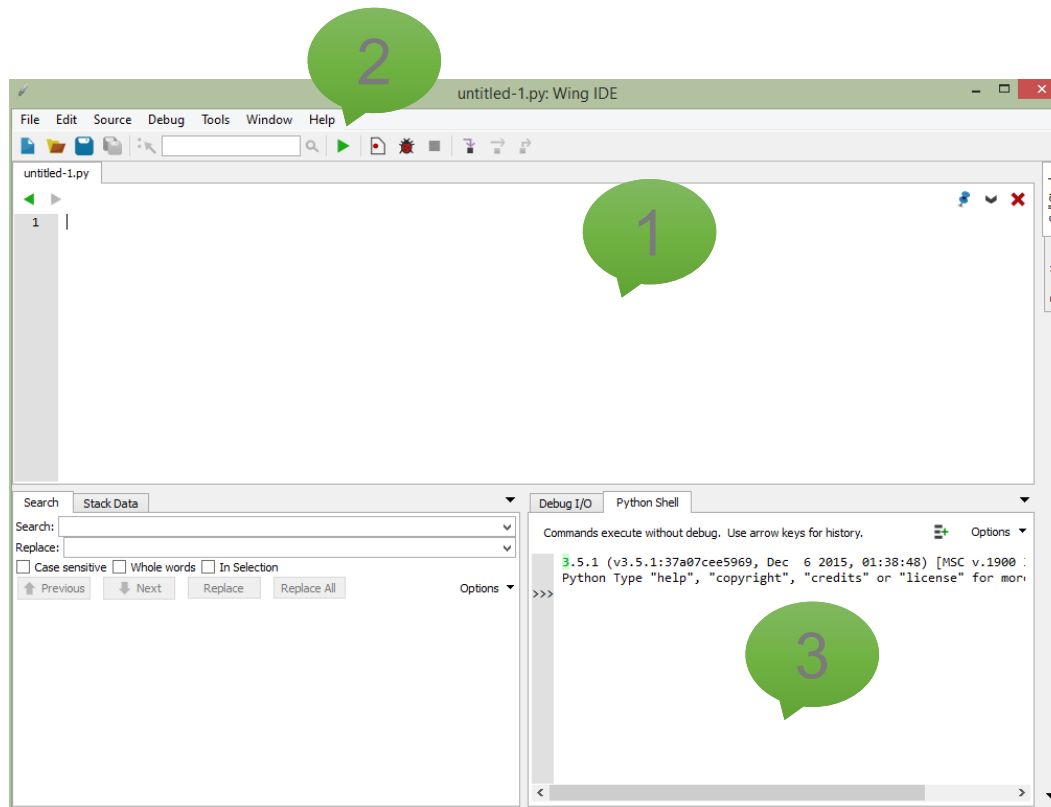 2
untitled-1.py: Wing IDE
File Edit Source Debug Tools Window Help
untitled-1.py
1
1
Search Stack Data
Debug I/O Python Shell
Search:
Replace:
Case sensitive Whole words In Selection
Previous Next Replace Replace All Options
Commands execute without debug. Use arrow keys for history. Options
3.5.1 (v3.5.1:37a07cee5969, Dec 6 2015, 01:38:48) [MSC v.1900
Python Type "help", "copyright", "credits" or "license" for more
>>>
3